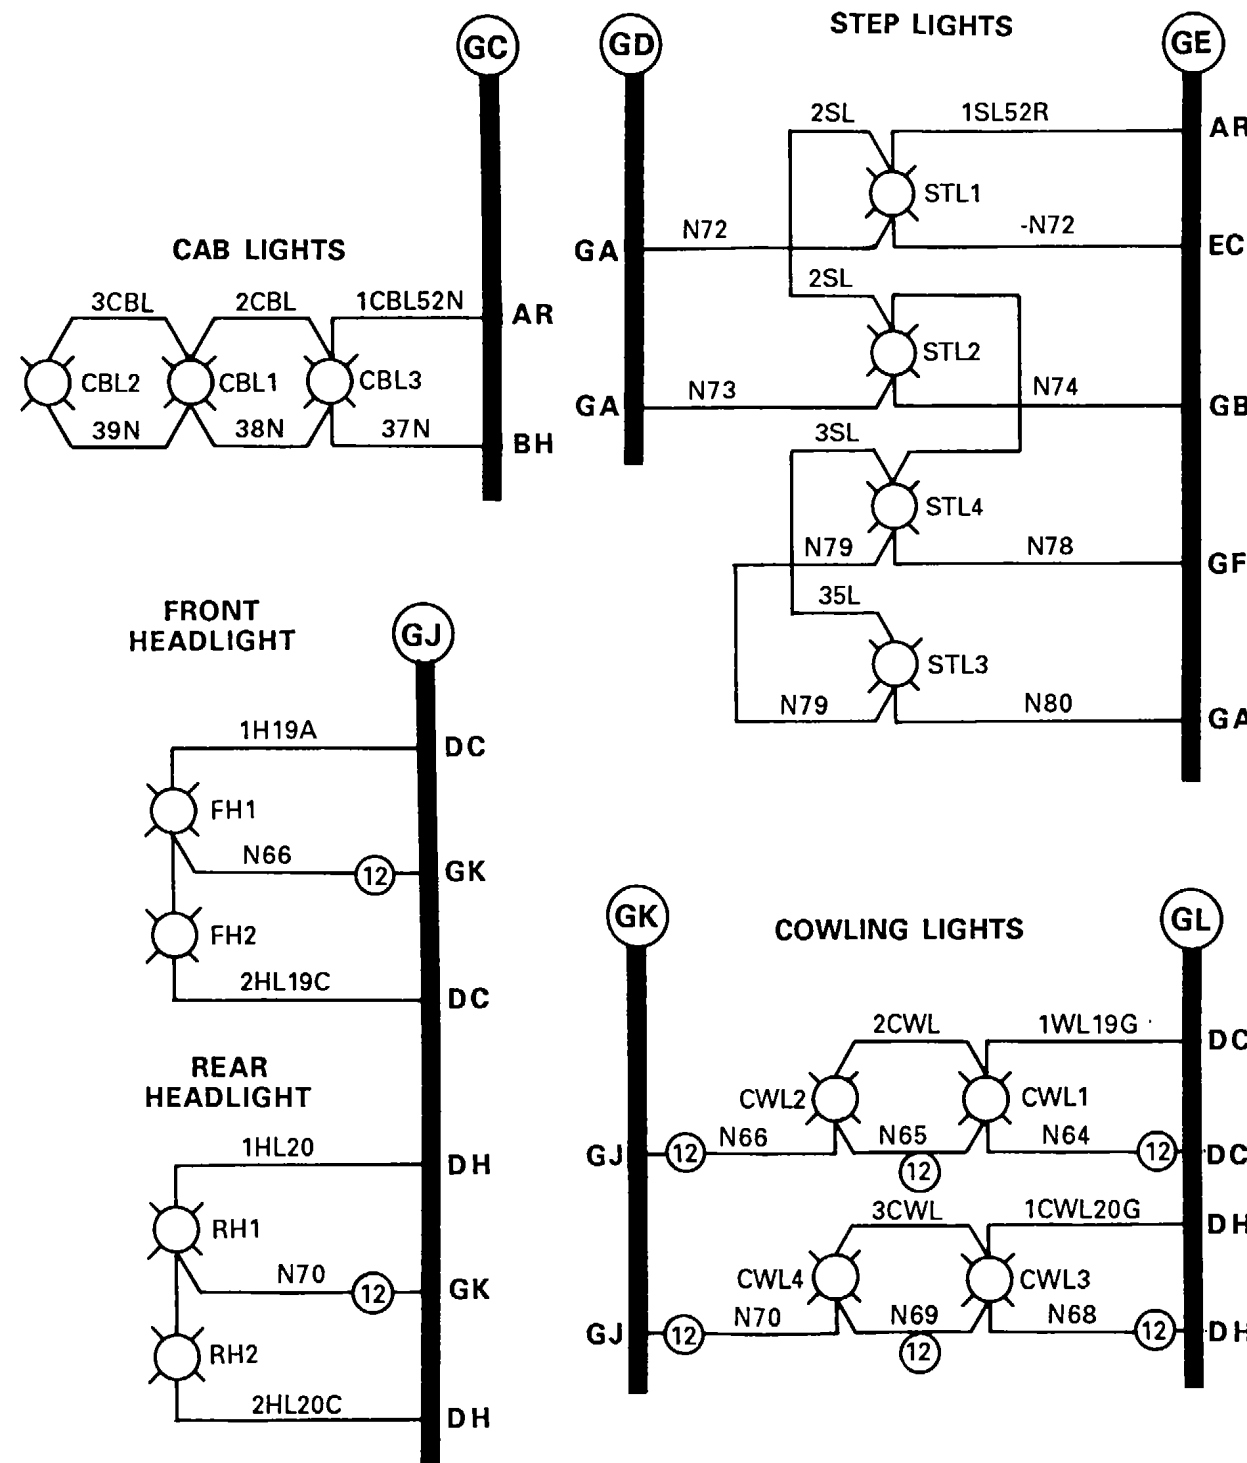 GC
CAB LIGHTS
3CBL 2CBL 1CBL52N AR
CBL2 CBL1 CBL3
39N 38N 37N BH
GD STEP LIGHTS GE
2SL 1SL52R AR
STL1
GA N72 -N72 EC
2SL
STL2
GA N73 N74 GB
3SL
STL4
N79 N78 GF
35L
STL3
N79 N80 GA
FRONT
HEADLIGHT
GJ
1H19A DC
FH1
N66 12 GK
FH2
2HL19C DC
REAR
HEADLIGHT
1HL20 DH
RH1
N70 12 GK
RH2
2HL20C DH
GK COWLING LIGHTS GL
2CWL 1WL19G DC
CWL2 CWL1
GJ 12 N66 N65 12 N64 12 DC
3CWL 1CWL20G DH
CWL4 CWL3
GJ 12 N70 N69 12 N68 12 DH